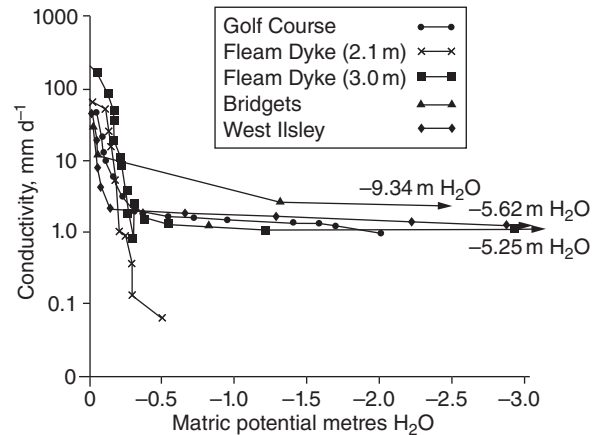 1000
100
10
1.0
0.1
0
Conductivity, mm d⁻¹
Golf Course
Fleam Dyke (2.1 m)
Fleam Dyke (3.0 m)
Bridgets
West Ilsley
−9.34 m H₂O
−5.62 m H₂O
−5.25 m H₂O
0 −0.5 −1.0 −1.5 −2.0 −2.5 −3.0
Matric potential metres H₂O